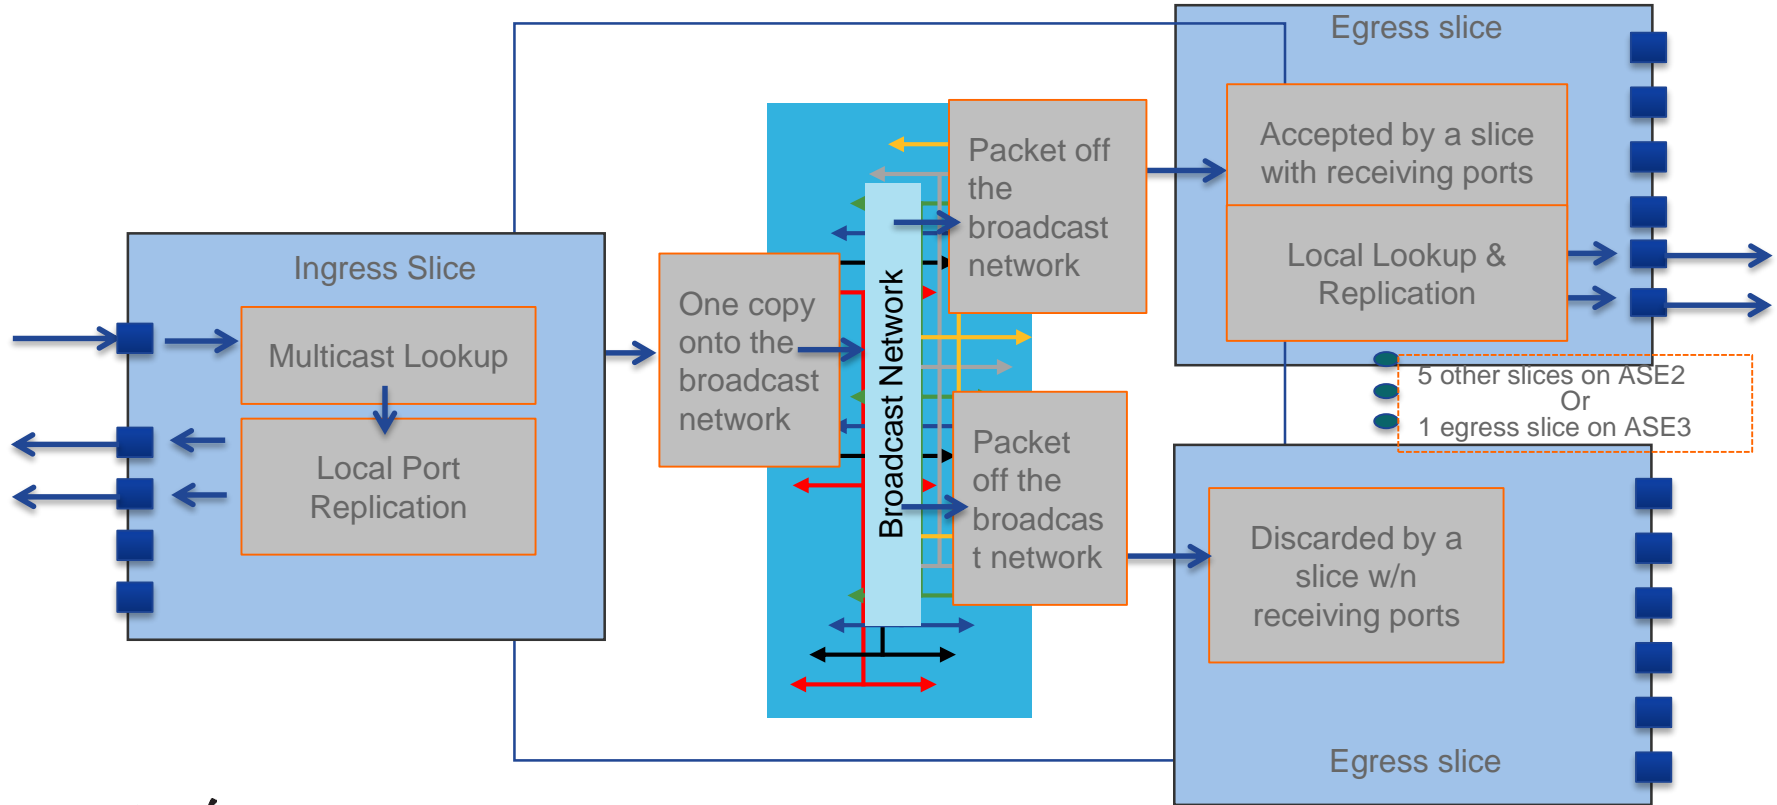 Egress slice
Accepted by a slice
with receiving ports
Local Lookup &
Replication
Packet off
the
broadcast
network
Ingress Slice
Multicast Lookup
Local Port
Replication
One copy
onto the
broadcast
network
Broadcast Network
5 other slices on ASE2
Or
1 egress slice on ASE3
Packet
off the
broadcas
t network
Discarded by a
slice w/n
receiving ports
Egress slice